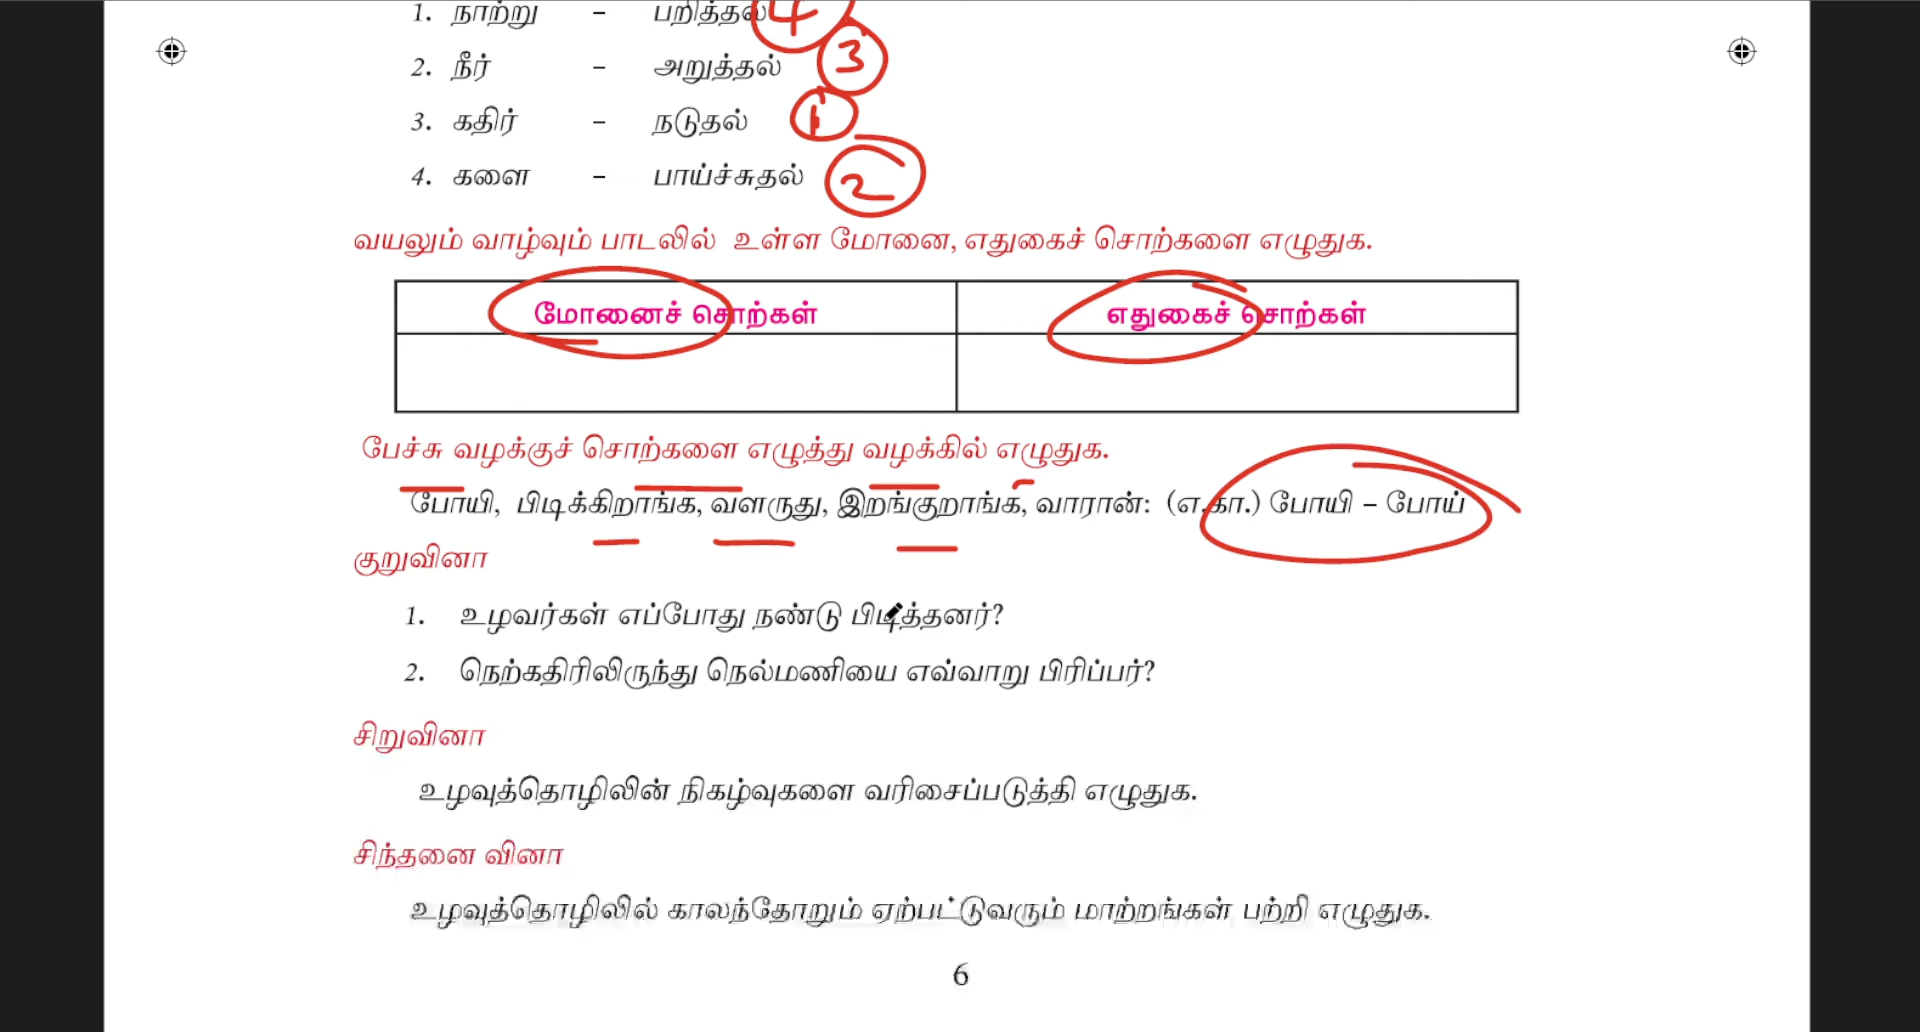 1. நாற்று – பறித்தல் 4
2. நீர் – அறுத்தல் 3
3. கதிர் – நடுதல் 1
4. களை – பாய்ச்சுதல் 2
வயலும் வாழ்வும் பாடலில் உள்ள மோனை, எதுகைச் சொற்களை எழுதுக.
மோனைச் சொற்கள் எதுகைச் சொற்கள்
பேச்சு வழக்குச் சொற்களை எழுத்து வழக்கில் எழுதுக.
போயி, பிடிக்கிறாங்க, வளருது, இறங்குறாங்க, வாரான்: (எ.கா.) போயி – போய்
குறுவினா
1. உழவர்கள் எப்போது நண்டு பிடித்தனர்?
2. நெற்கதிரிலிருந்து நெல்மணியை எவ்வாறு பிரிப்பர்?
சிறுவினா
உழவுத்தொழிலின் நிகழ்வுகளை வரிசைப்படுத்தி எழுதுக.
சிந்தனை வினா
உழவுத்தொழிலில் காலந்தோறும் ஏற்பட்டுவரும் மாற்றங்கள் பற்றி எழுதுக.
6